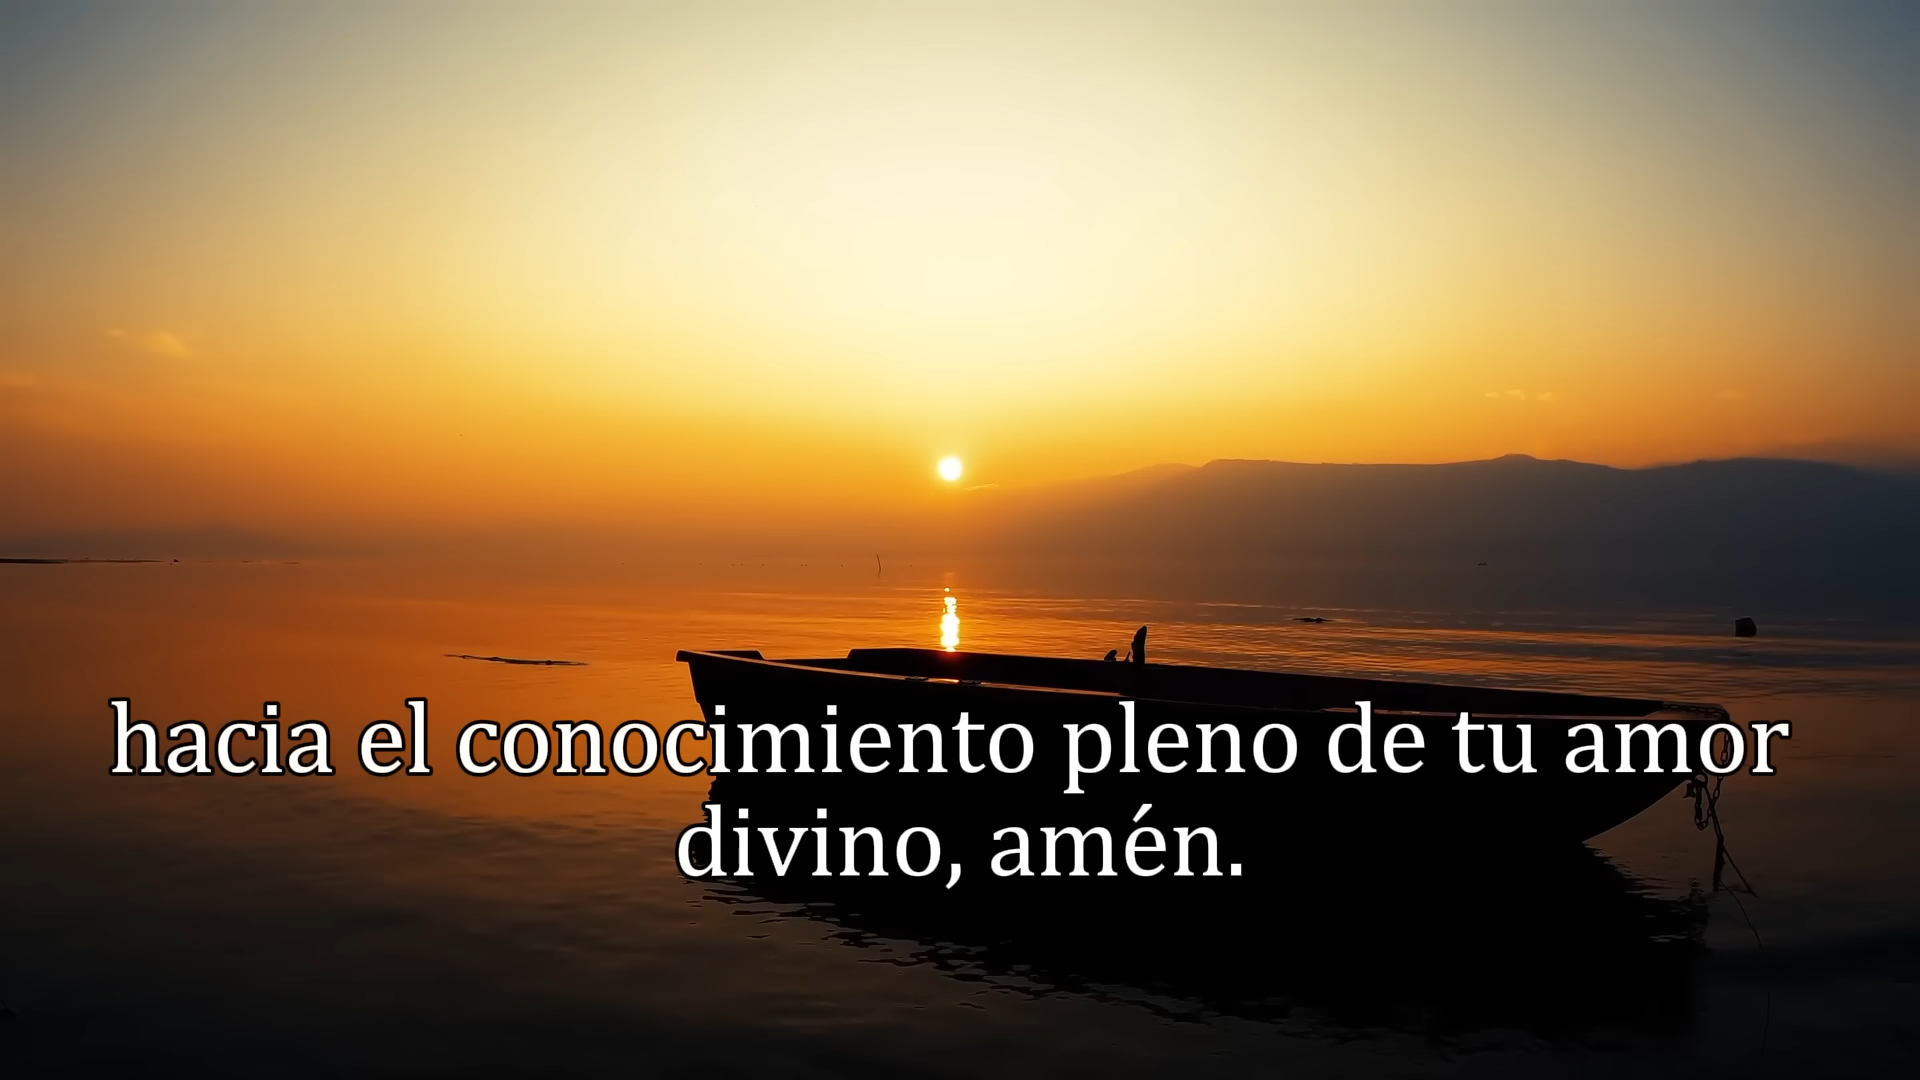 hacia el conocimiento pleno de tu amor
divino, amén.